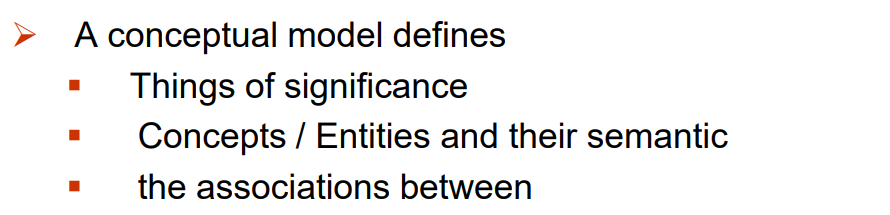 A conceptual model defines
Things of significance
Concepts / Entities and their semantic
the associations between